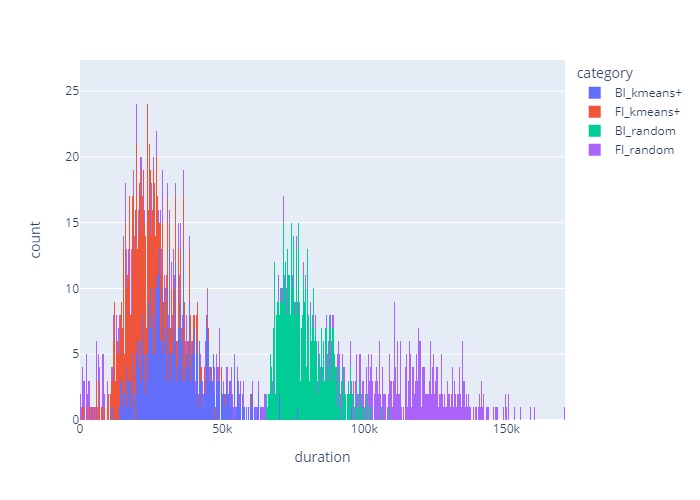 category
BI_kmeans+
FI_kmeans+
BI_random
FI_random
count
25
20
15
10
5
0
0
50k
100k
150k
duration